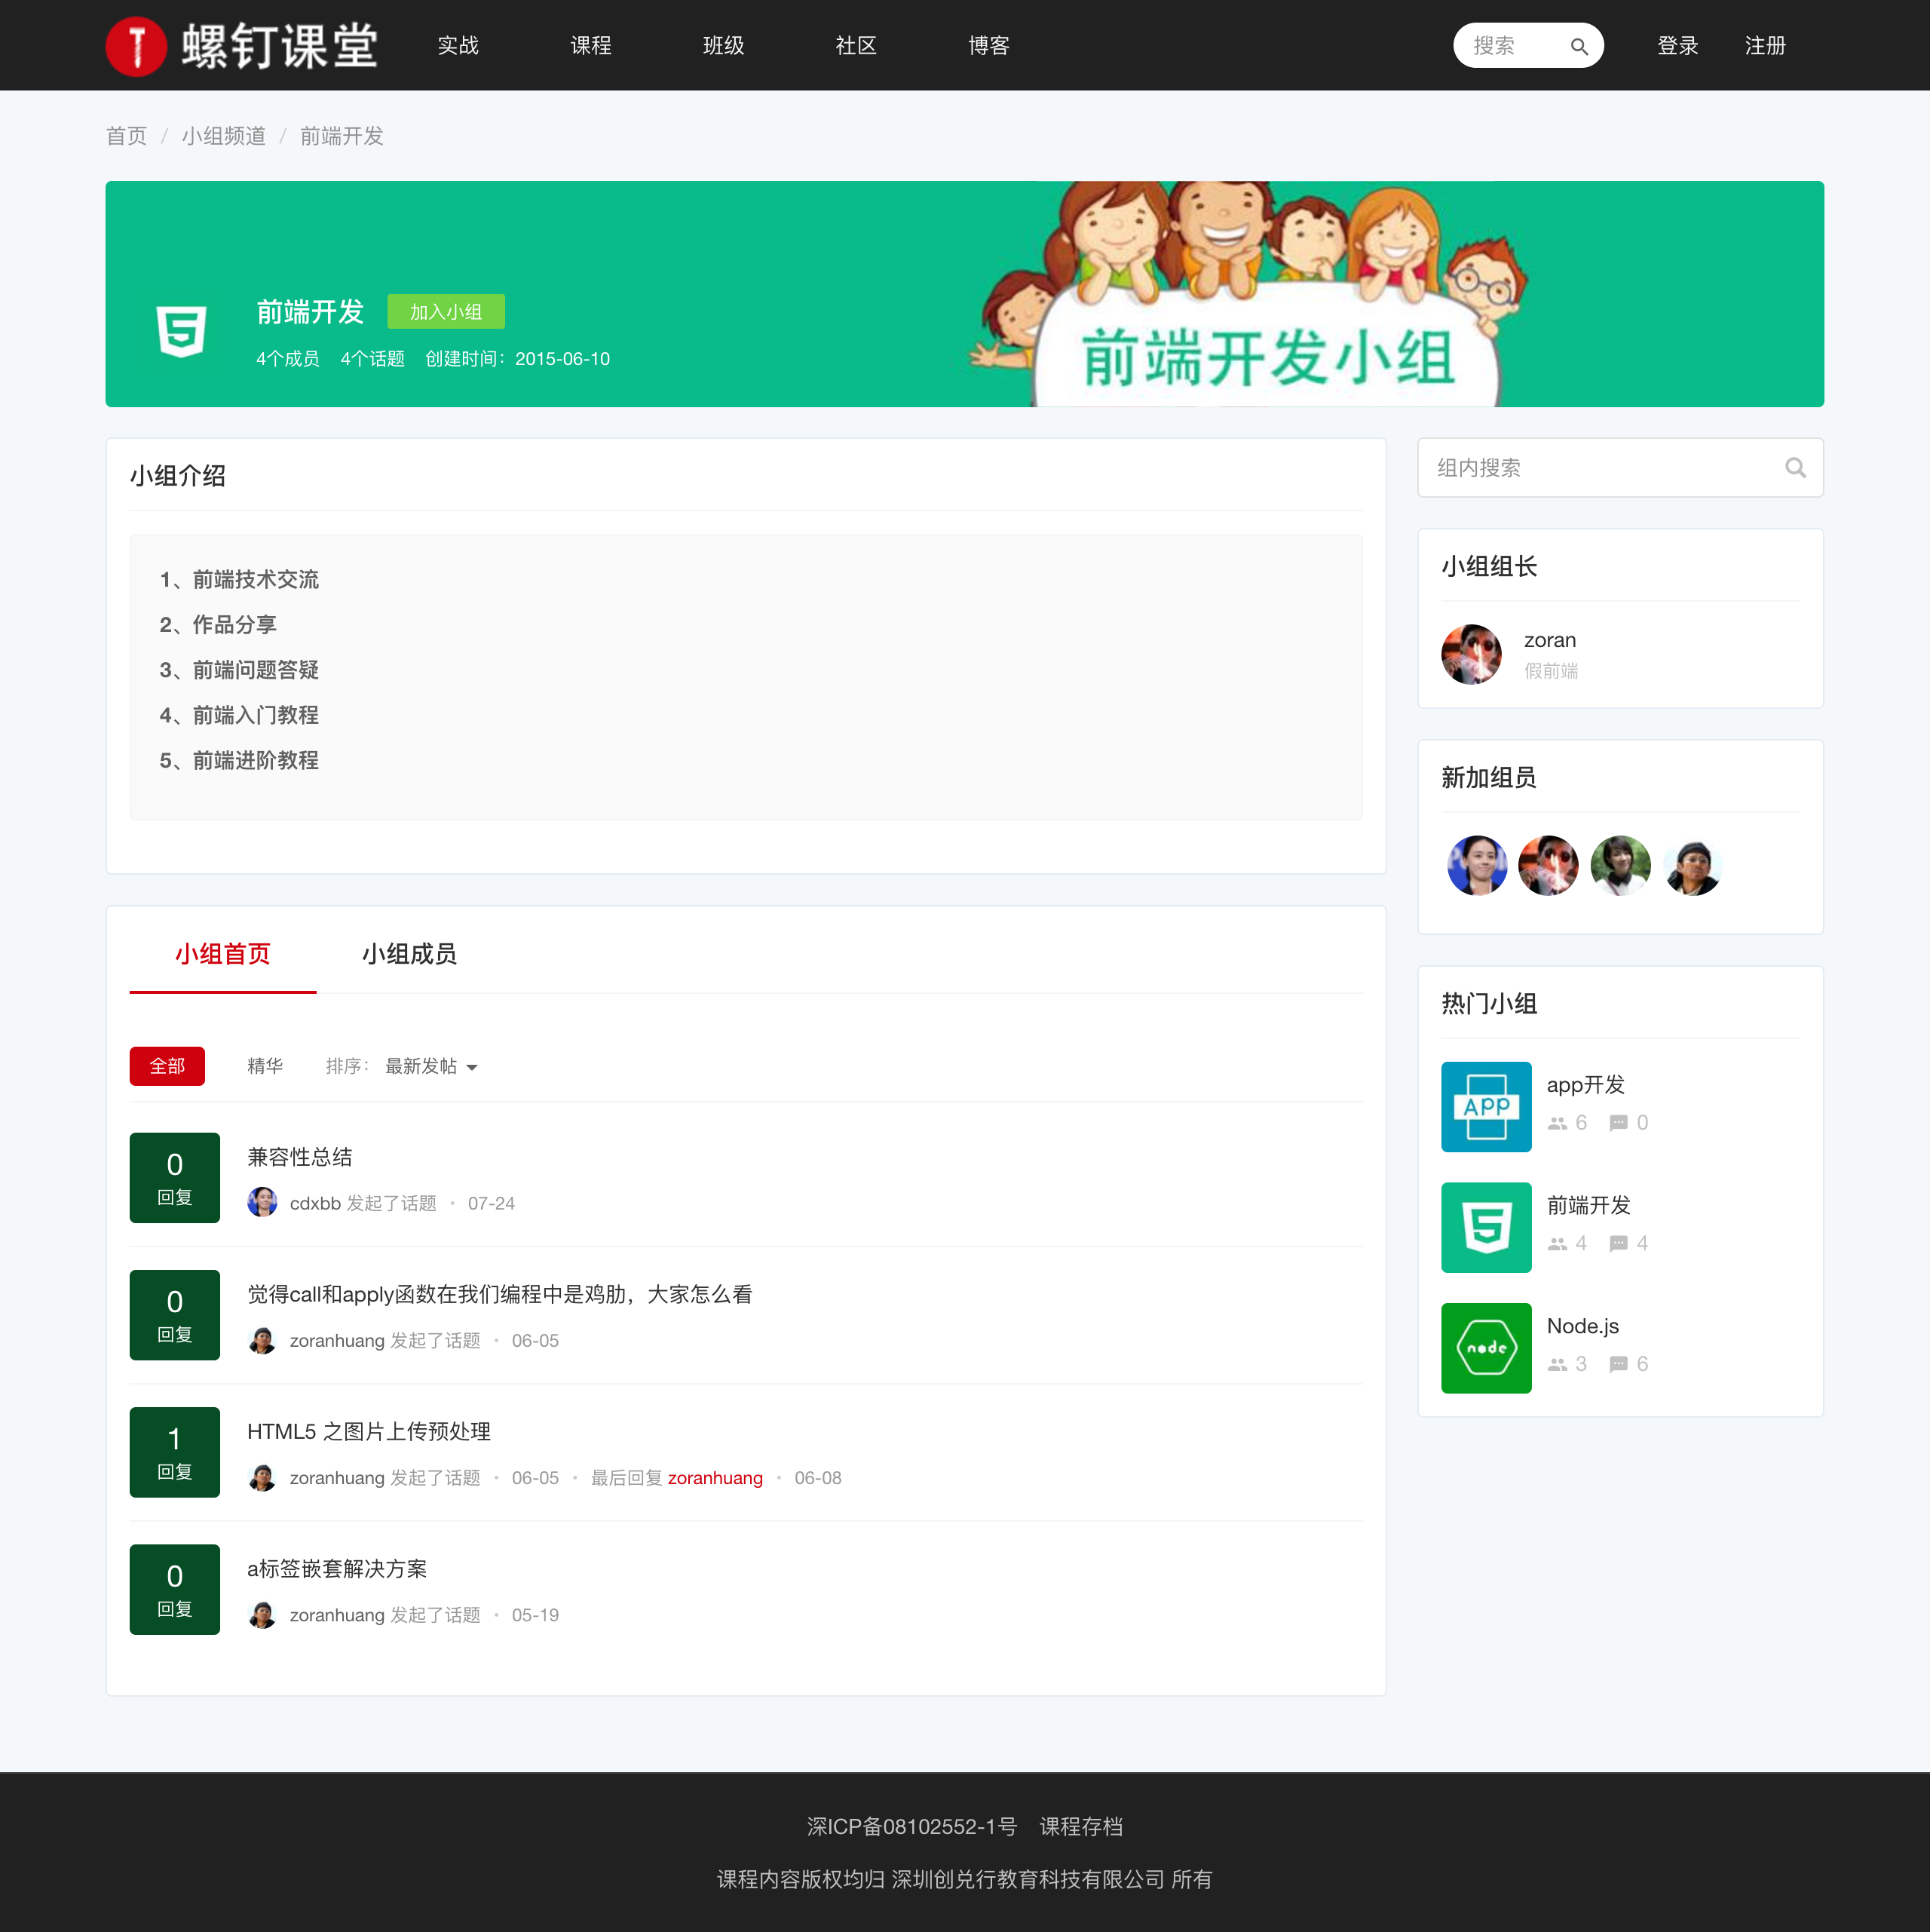 螺钉课堂 实战 课程 班级 社区 博客 搜索 登录 注册
首页 / 小组频道 / 前端开发
前端开发 加入小组
4个成员 4个话题 创建时间：2015-06-10
前端开发小组
小组介绍
1、前端技术交流
2、作品分享
3、前端问题答疑
4、前端入门教程
5、前端进阶教程
小组首页 小组成员
全部 精华 排序： 最新发帖
0 回复
兼容性总结
cdxbb 发起了话题 • 07-24
0 回复
觉得call和apply函数在我们编程中是鸡肋，大家怎么看
zoranhuang 发起了话题 • 06-05
1 回复
HTML5 之图片上传预处理
zoranhuang 发起了话题 • 06-05 • 最后回复 zoranhuang • 06-08
0 回复
a标签嵌套解决方案
zoranhuang 发起了话题 • 05-19
组内搜索
小组组长
zoran
假前端
新加组员
热门小组
APP
app开发
6 0
前端开发
4 4
node
Node.js
3 6
深ICP备08102552-1号 课程存档
课程内容版权均归 深圳创兑行教育科技有限公司 所有